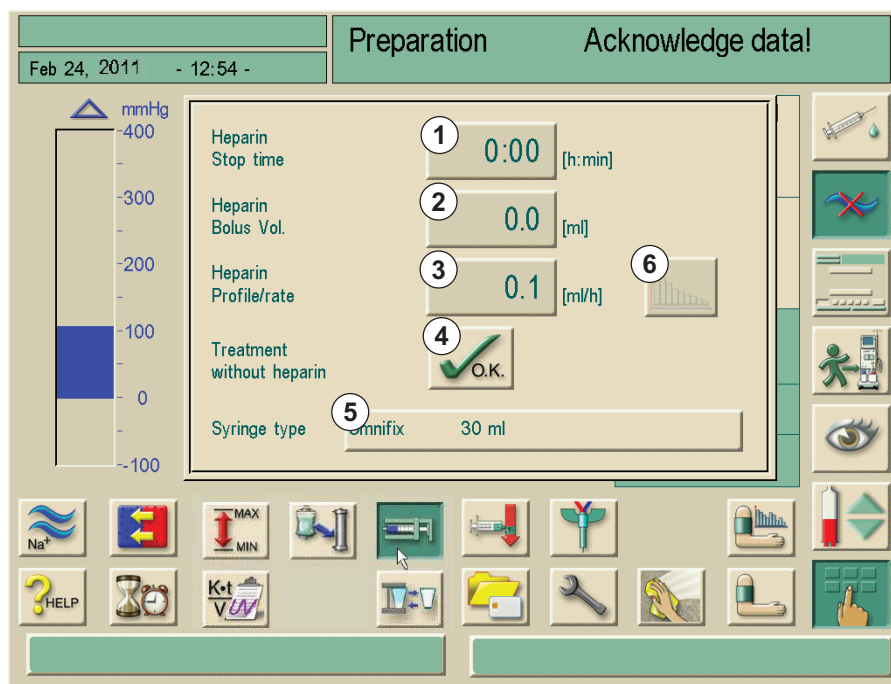 Preparation Acknowledge data!
Feb 24, 2011 - 12:54 -
mmHg
400
300
200
100
0
-100
Heparin
Stop time
1
0:00
[h:min]
Heparin
Bolus Vol.
2
0.0
[ml]
Heparin
Profile/rate
3
0.1
[ml/h]
6
Treatment
without heparin
4
O.K.
Syringe type
5
mnifix 30 ml
Na+
MAX
MIN
?HELP
K•t
V